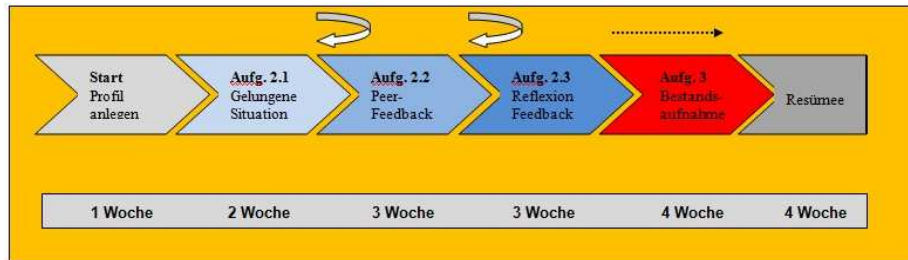 Start
Profil
anlegen
Aufg. 2.1
Gelungene
Situation
Aufg. 2.2
Peer-
Feedback
Aufg. 2.3
Reflexion
Feedback
Aufg. 3
Bestands-
aufnahme
Resümee
1 Woche 2 Woche 3 Woche 3 Woche 4 Woche 4 Woche